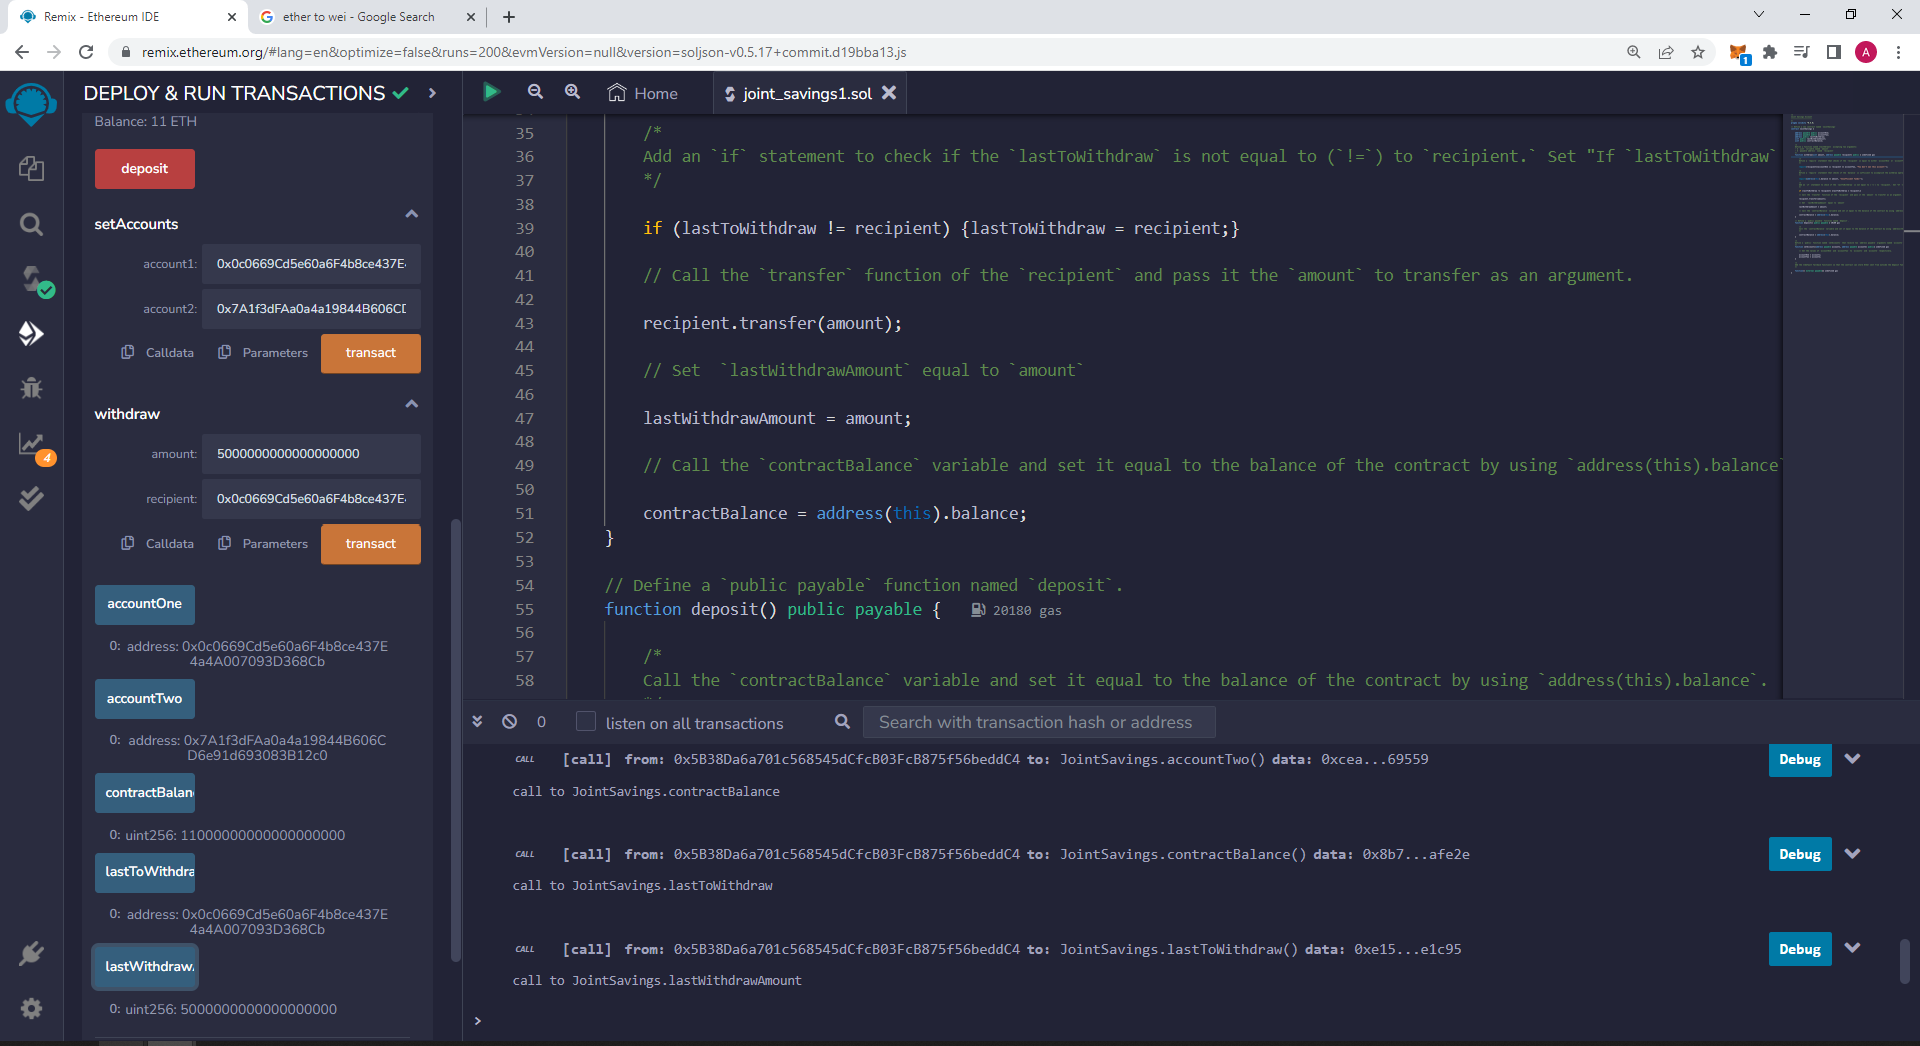 Remix - Ethereum IDE
ether to wei - Google Search
remix.ethereum.org/#lang=en&optimize=false&runs=200&evmVersion=null&version=soljson-v0.5.17+commit.d19bba13.js
1
A
DEPLOY & RUN TRANSACTIONS
Home
joint_savings1.sol
Balance: 11 ETH
deposit
setAccounts
account1: 0x0c0669Cd5e60a6F4b8ce437E
account2: 0x7A1f3dFAa0a4a19844B606CD
Calldata Parameters transact
withdraw
amount: 5000000000000000000
recipient: 0x0c0669Cd5e60a6F4b8ce437E
Calldata Parameters transact
4
accountOne
0: address: 0x0c0669Cd5e60a6F4b8ce437E
4a4A007093D368Cb
accountTwo
0: address: 0x7A1f3dFAa0a4a19844B606C
D6e91d693083B12c0
contractBalan
0: uint256: 11000000000000000000
lastToWithdra
0: address: 0x0c0669Cd5e60a6F4b8ce437E
4a4A007093D368Cb
lastWithdraw
0: uint256: 5000000000000000000
35 /*
36 Add an `if` statement to check if the `lastToWithdraw` is not equal to (`!=`) to `recipient.` Set "If `lastToWithdraw`
37 */
38
39 if (lastToWithdraw != recipient) {lastToWithdraw = recipient;}
40
41 // Call the `transfer` function of the `recipient` and pass it the `amount` to transfer as an argument.
42
43 recipient.transfer(amount);
44
45 // Set  `lastWithdrawAmount` equal to `amount`
46
47 lastWithdrawAmount = amount;
48
49 // Call the `contractBalance` variable and set it equal to the balance of the contract by using `address(this).balance`
50
51 contractBalance = address(this).balance;
52 }
53
54 // Define a `public payable` function named `deposit`.
55 function deposit() public payable { 20180 gas
56
57 /*
58 Call the `contractBalance` variable and set it equal to the balance of the contract by using `address(this).balance`.
0 listen on all transactions Search with transaction hash or address
CALL [call] from: 0x5B38Da6a701c568545dCfcB03FcB875f56beddC4 to: JointSavings.accountTwo() data: 0xcea...69559 Debug
call to JointSavings.contractBalance
CALL [call] from: 0x5B38Da6a701c568545dCfcB03FcB875f56beddC4 to: JointSavings.contractBalance() data: 0x8b7...afe2e Debug
call to JointSavings.lastToWithdraw
CALL [call] from: 0x5B38Da6a701c568545dCfcB03FcB875f56beddC4 to: JointSavings.lastToWithdraw() data: 0xe15...e1c95 Debug
call to JointSavings.lastWithdrawAmount
>